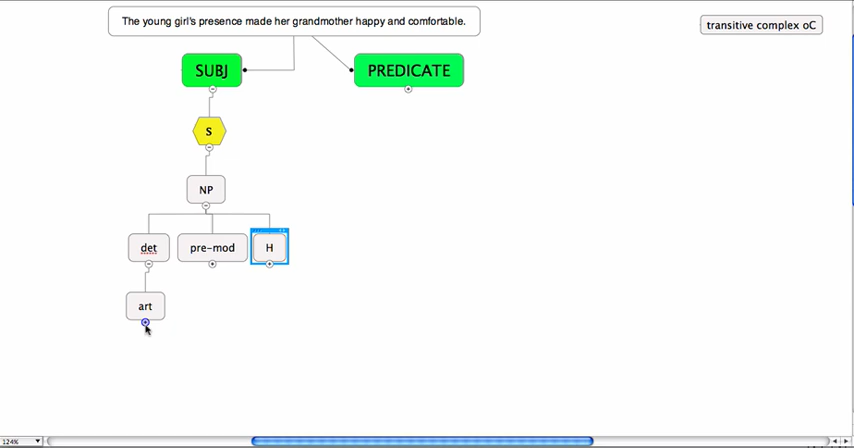 The young girl's presence made her grandmother happy and comfortable.
transitive complex oC
SUBJ
PREDICATE
S
NP
det
pre-mod
H
art
124%